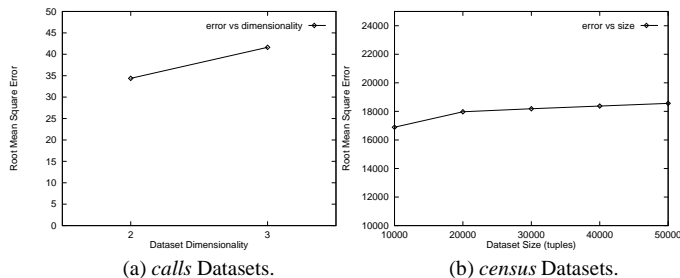 50
45
40
35
30
25
20
15
10
5
0
Root Mean Square Error
error vs dimensionality
2 3
Dataset Dimensionality
(a) calls Datasets.
24000
22000
20000
18000
16000
14000
12000
10000
Root Mean Square Error
error vs size
10000 20000 30000 40000 50000
Dataset Size (tuples)
(b) census Datasets.